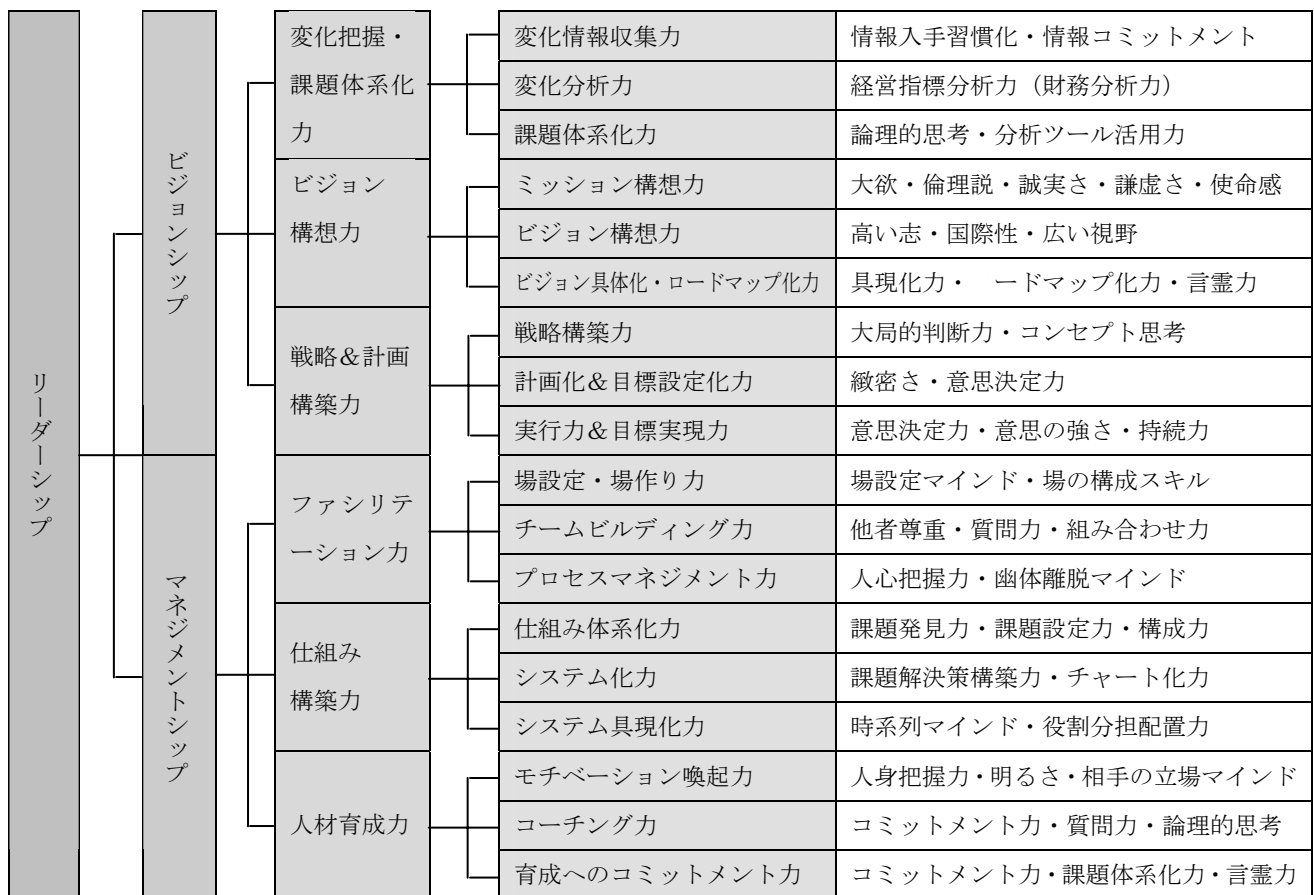 リーダーシップ
ビジョンシップ
変化把握・
課題体系化
力
変化情報収集力
情報入手習慣化・情報コミットメント
変化分析力
経営指標分析力（財務分析力）
課題体系化力
論理的思考・分析ツール活用力
ビジョン
構想力
ミッション構想力
大欲・倫理説・誠実さ・謙虚さ・使命感
ビジョン構想力
高い志・国際性・広い視野
ビジョン具体化・ロードマップ化力
具現化力・　ードマップ化力・言霊力
戦略＆計画
構築力
戦略構築力
大局的判断力・コンセプト思考
計画化＆目標設定化力
緻密さ・意思決定力
実行力＆目標実現力
意思決定力・意思の強さ・持続力
マネジメントシップ
ファシリテ
ーション力
場設定・場作り力
場設定マインド・場の構成スキル
チームビルディング力
他者尊重・質問力・組み合わせ力
プロセスマネジメント力
人心把握力・幽体離脱マインド
仕組み
構築力
仕組み体系化力
課題発見力・課題設定力・構成力
システム化力
課題解決策構築力・チャート化力
システム具現化力
時系列マインド・役割分担配置力
人材育成力
モチベーション喚起力
人身把握力・明るさ・相手の立場マインド
コーチング力
コミットメント力・質問力・論理的思考
育成へのコミットメント力
コミットメント力・課題体系化力・言霊力